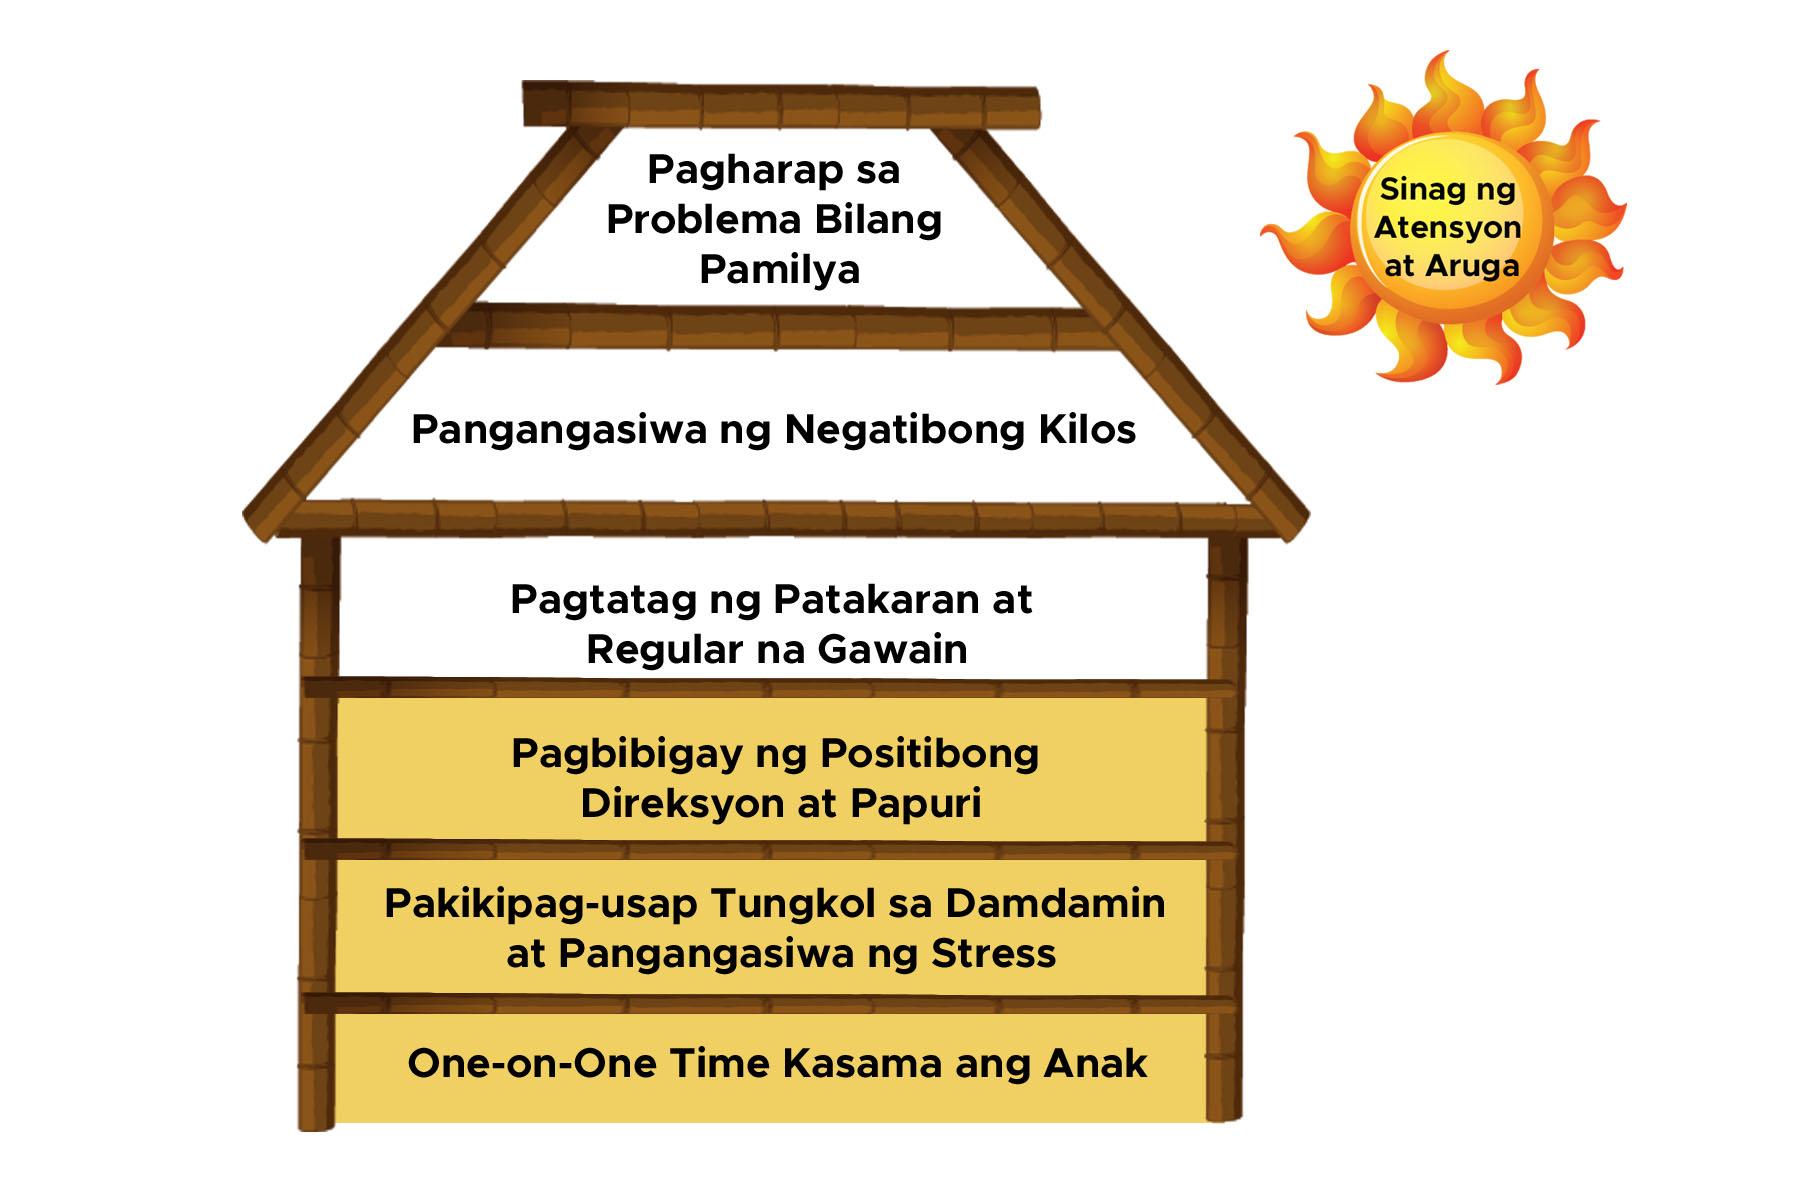 Pagharap sa
Problema Bilang
Pamilya
Sinag ng
Atensyon
at Aruga
Pangangasiwa ng Negatibong Kilos
Pagtatag ng Patakaran at
Regular na Gawain
Pagbibigay ng Positibong
Direksyon at Papuri
Pakikipag-usap Tungkol sa Damdamin
at Pangangasiwa ng Stress
One-on-One Time Kasama ang Anak